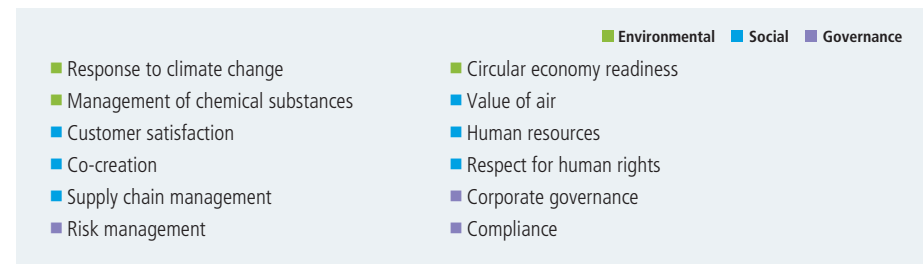 Environmental Social Governance
Response to climate change
Management of chemical substances
Customer satisfaction
Co-creation
Supply chain management
Risk management
Circular economy readiness
Value of air
Human resources
Respect for human rights
Corporate governance
Compliance